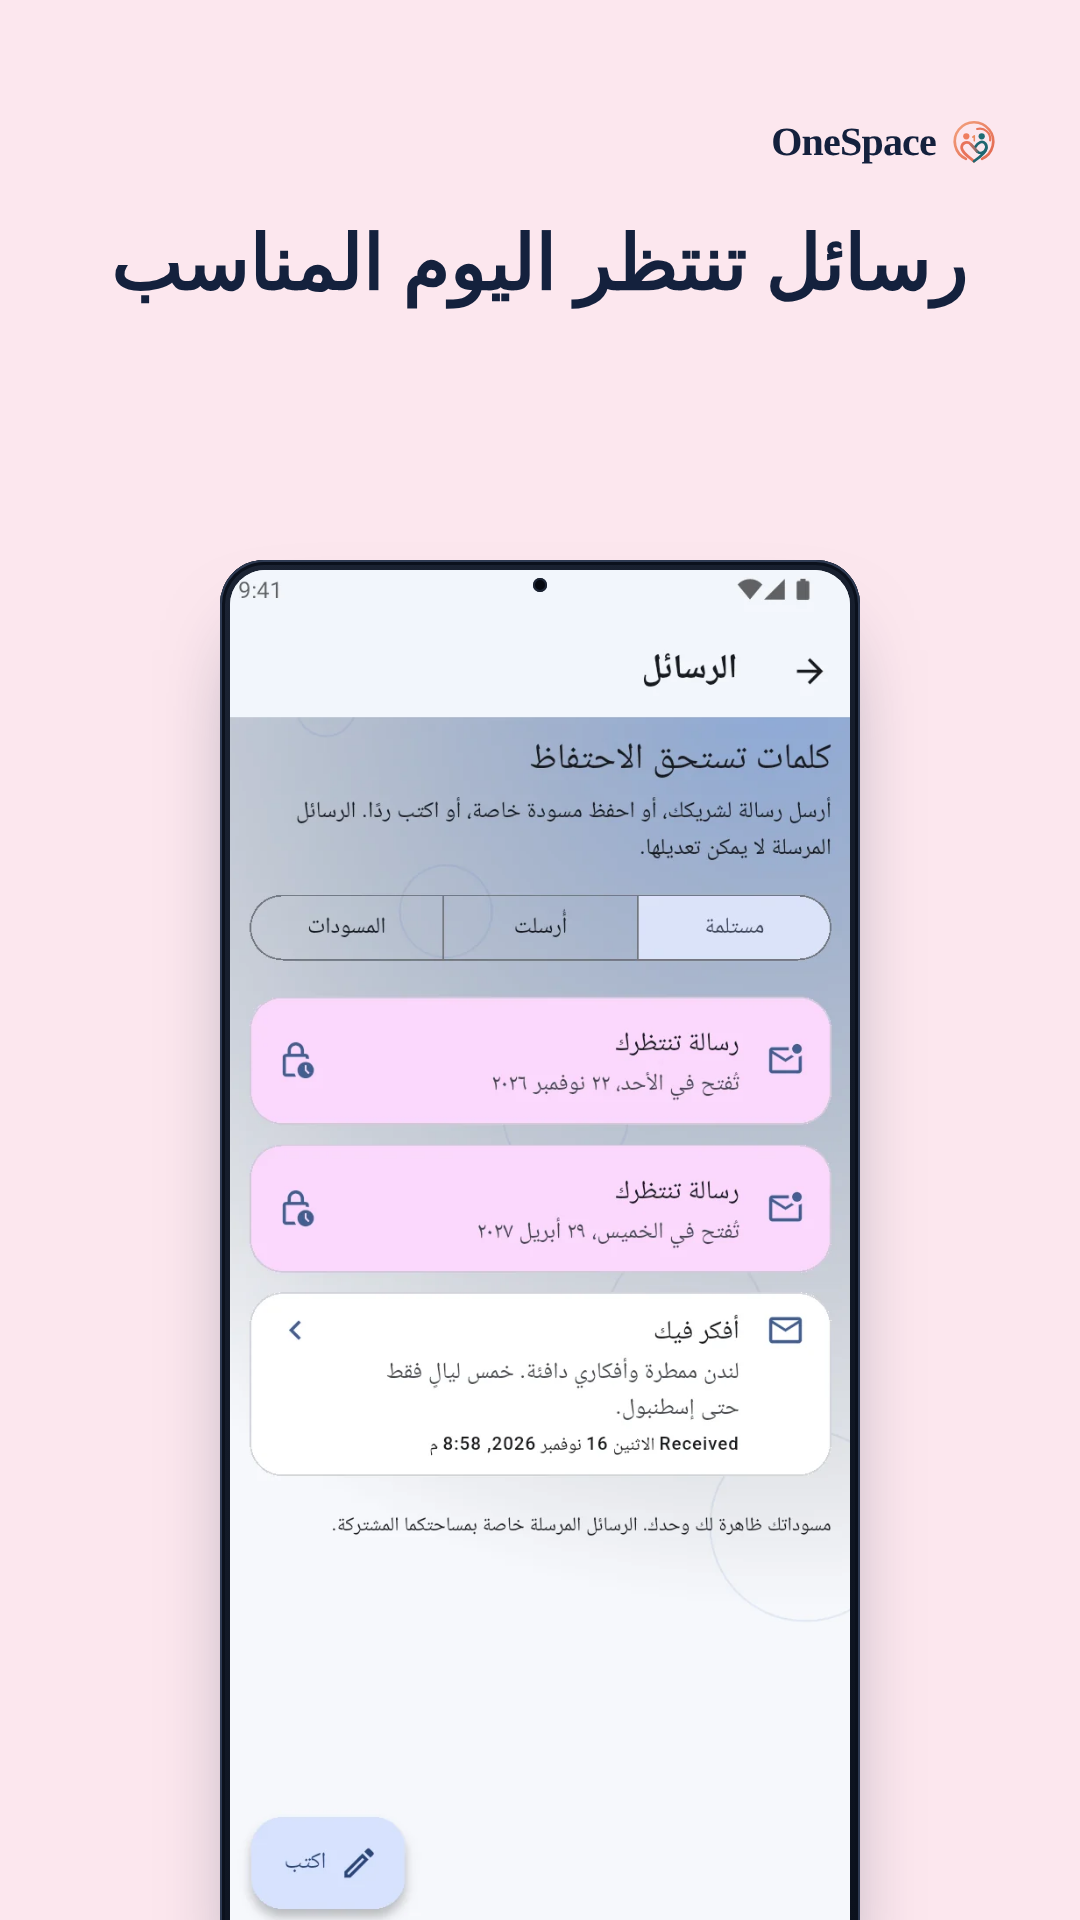 OneSpace
رسائل تنتظر اليوم المناسب
9:41
الرسائل
كلمات تستحق الاحتفاظ
أرسل رسالة لشريكك، أو احفظ مسودة خاصة، أو اكتب ردًا. الرسائل
المرسلة لا يمكن تعديلها.
مستلمة
أرسلت
المسودات
رسالة تنتظرك
تُفتح في الأحد، ٢٢ نوفمبر ٢٠٢٦
رسالة تنتظرك
تُفتح في الخميس، ٢٩ أبريل ٢٠٢٧
أفكر فيك
لندن ممطرة وأفكاري دافئة. خمس ليالٍ فقط
حتى إسطنبول.
Received الاثنين 16 نوفمبر 2026, 8:58 م
مسوداتك ظاهرة لك وحدك. الرسائل المرسلة خاصة بمساحتكما المشتركة.
اكتب